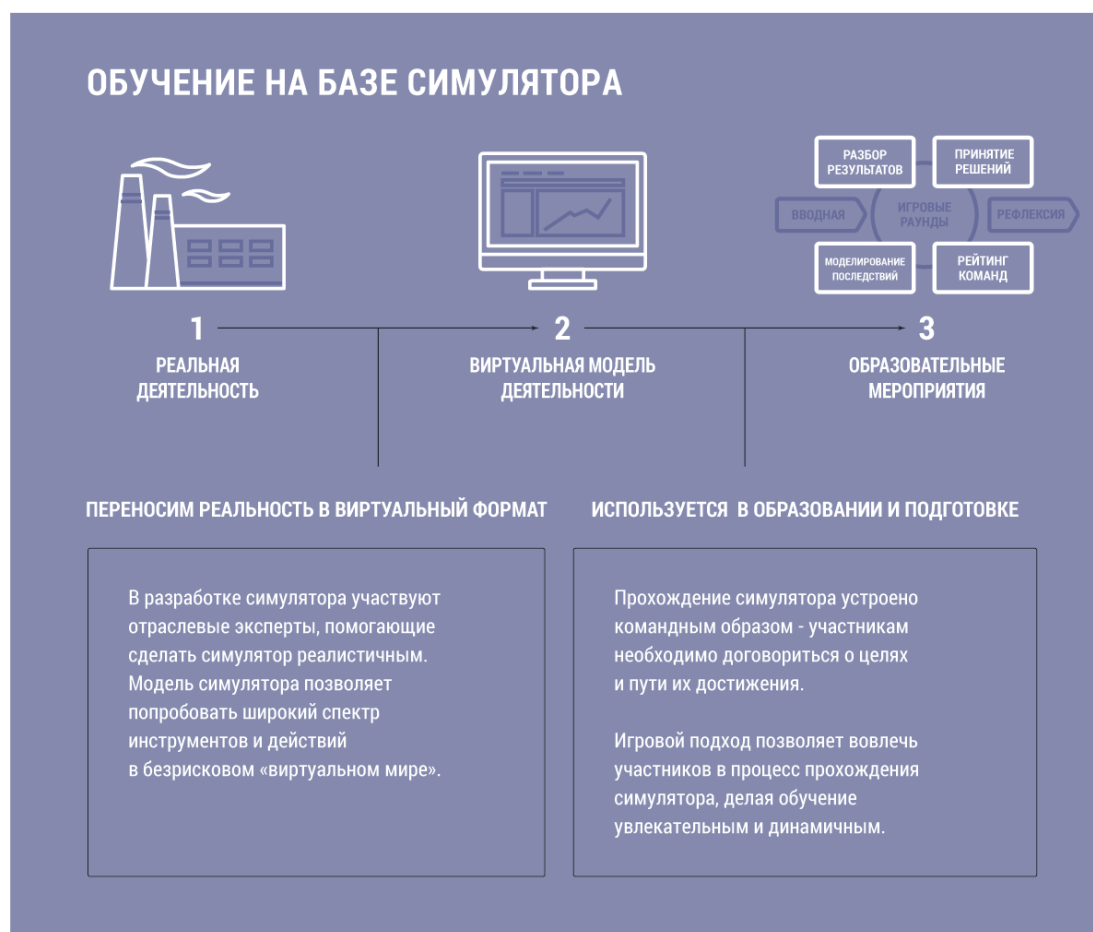 ОБУЧЕНИЕ НА БАЗЕ СИМУЛЯТОРА
РАЗБОР
РЕЗУЛЬТАТОВ
ПРИНЯТИЕ
РЕШЕНИЙ
ВВОДНАЯ
ИГРОВЫЕ
РАУНДЫ
РЕФЛЕКСИЯ
МОДЕЛИРОВАНИЕ
ПОСЛЕДСТВИЙ
РЕЙТИНГ
КОМАНД
1
РЕАЛЬНАЯ
ДЕЯТЕЛЬНОСТЬ
2
ВИРТУАЛЬНАЯ МОДЕЛЬ
ДЕЯТЕЛЬНОСТИ
3
ОБРАЗОВАТЕЛЬНЫЕ
МЕРОПРИЯТИЯ
ПЕРЕНОСИМ РЕАЛЬНОСТЬ В ВИРТУАЛЬНЫЙ ФОРМАТ
В разработке симулятора участвуют
отраслевые эксперты, помогающие
сделать симулятор реалистичным.
Модель симулятора позволяет
попробовать широкий спектр
инструментов и действий
в безрисковом «виртуальном мире».
ИСПОЛЬЗУЕТСЯ В ОБРАЗОВАНИИ И ПОДГОТОВКЕ
Прохождение симулятора устроено
командным образом - участникам
необходимо договориться о целях
и пути их достижения.
Игровой подход позволяет вовлечь
участников в процесс прохождения
симулятора, делая обучение
увлекательным и динамичным.